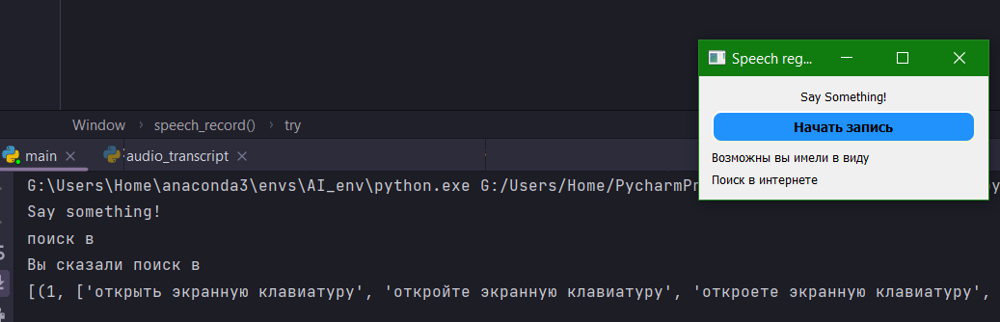 Speech reg...
Say Something!
Начать запись
Возможны вы имели в виду
Поиск в интернете
Window › speech_record() › try
main × audio_transcript ×
G:\Users\Home\anaconda3\envs\AI_env\python.exe G:/Users/Home/PycharmPr
Say something!
поиск в
Вы сказали поиск в
[(1, ['открыть экранную клавиатуру', 'откройте экранную клавиатуру', 'откроете экранную клавиатуру',